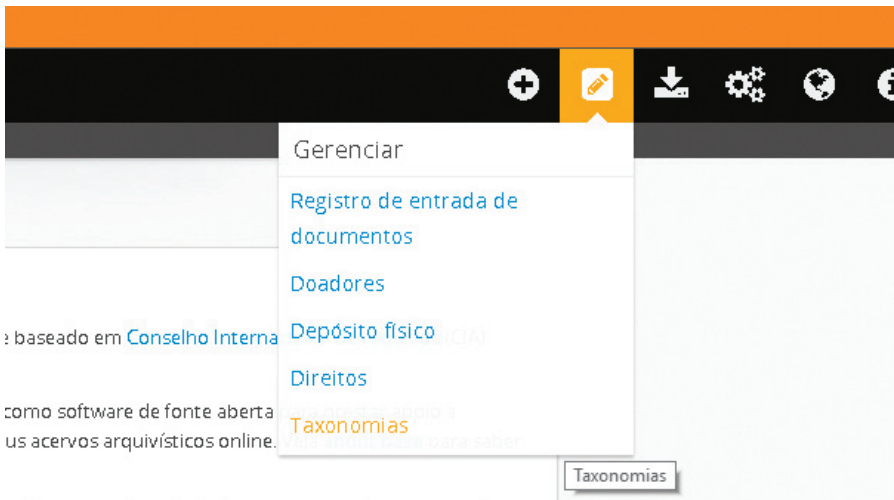 Gerenciar
Registro de entrada de
documentos
Doadores
e baseado em Conselho Interna
Depósito físico
Direitos
como software de fonte aberta
Taxonomias
us acervos arquivísticos online.
Taxonomias